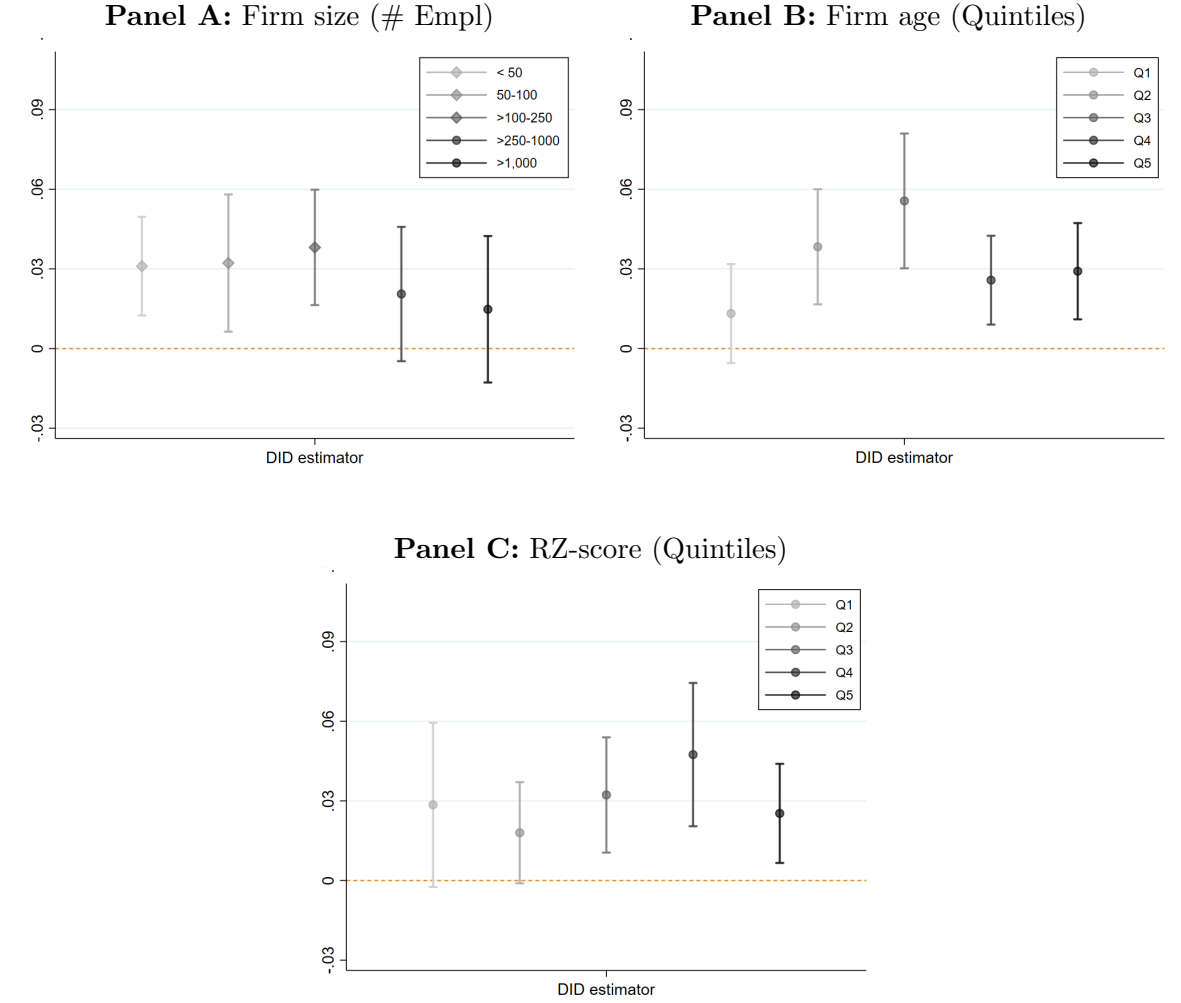 Panel A: Firm size (# Empl)
.09
.06
.03
0
-.03
< 50
50-100
>100-250
>250-1000
>1,000
DID estimator
Panel B: Firm age (Quintiles)
.09
.06
.03
0
-.03
Q1
Q2
Q3
Q4
Q5
DID estimator
Panel C: RZ-score (Quintiles)
.09
.06
.03
0
-.03
Q1
Q2
Q3
Q4
Q5
DID estimator